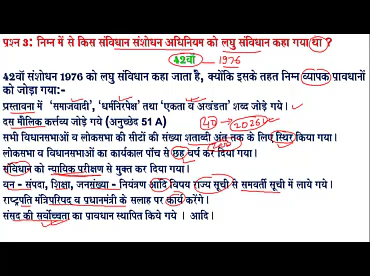 प्रश्न 3: निम्न में से किस संविधान संशोधन अधिनियम को लघु संविधान कहा गया था ?
42वाँ — 1976
42वाँ संशोधन 1976 को लघु संविधान कहा जाता है, क्योंकि इसके तहत निम्न व्यापक प्रावधानों
को जोड़ा गया:-
प्रस्तावना में 'समाजवादी', 'धर्मनिरपेक्ष' तथा 'एकता व अखंडता' शब्द जोड़े गये।
दस मौलिक कर्तव्य जोड़े गये (अनुच्छेद 51 A) 2026
सभी विधानसभाओं व लोकसभा की सीटों की संख्या शताब्दी अंत तक के लिए स्थिर किया गया।
लोकसभा व विधानसभाओं का कार्यकाल पाँच से छह वर्ष कर दिया गया।
संविधान को न्यायिक परीक्षण से मुक्त कर दिया गया।
वन - संपदा, शिक्षा, जनसंख्या - नियंत्रण आदि विषय राज्य सूची से समवर्ती सूची में लाये गये।
राष्ट्रपति मंत्रिपरिषद व प्रधानमंत्री के सलाह पर कार्य करेंगे।
संसद की सर्वोच्चता का प्रावधान स्थापित किये गये । आदि।